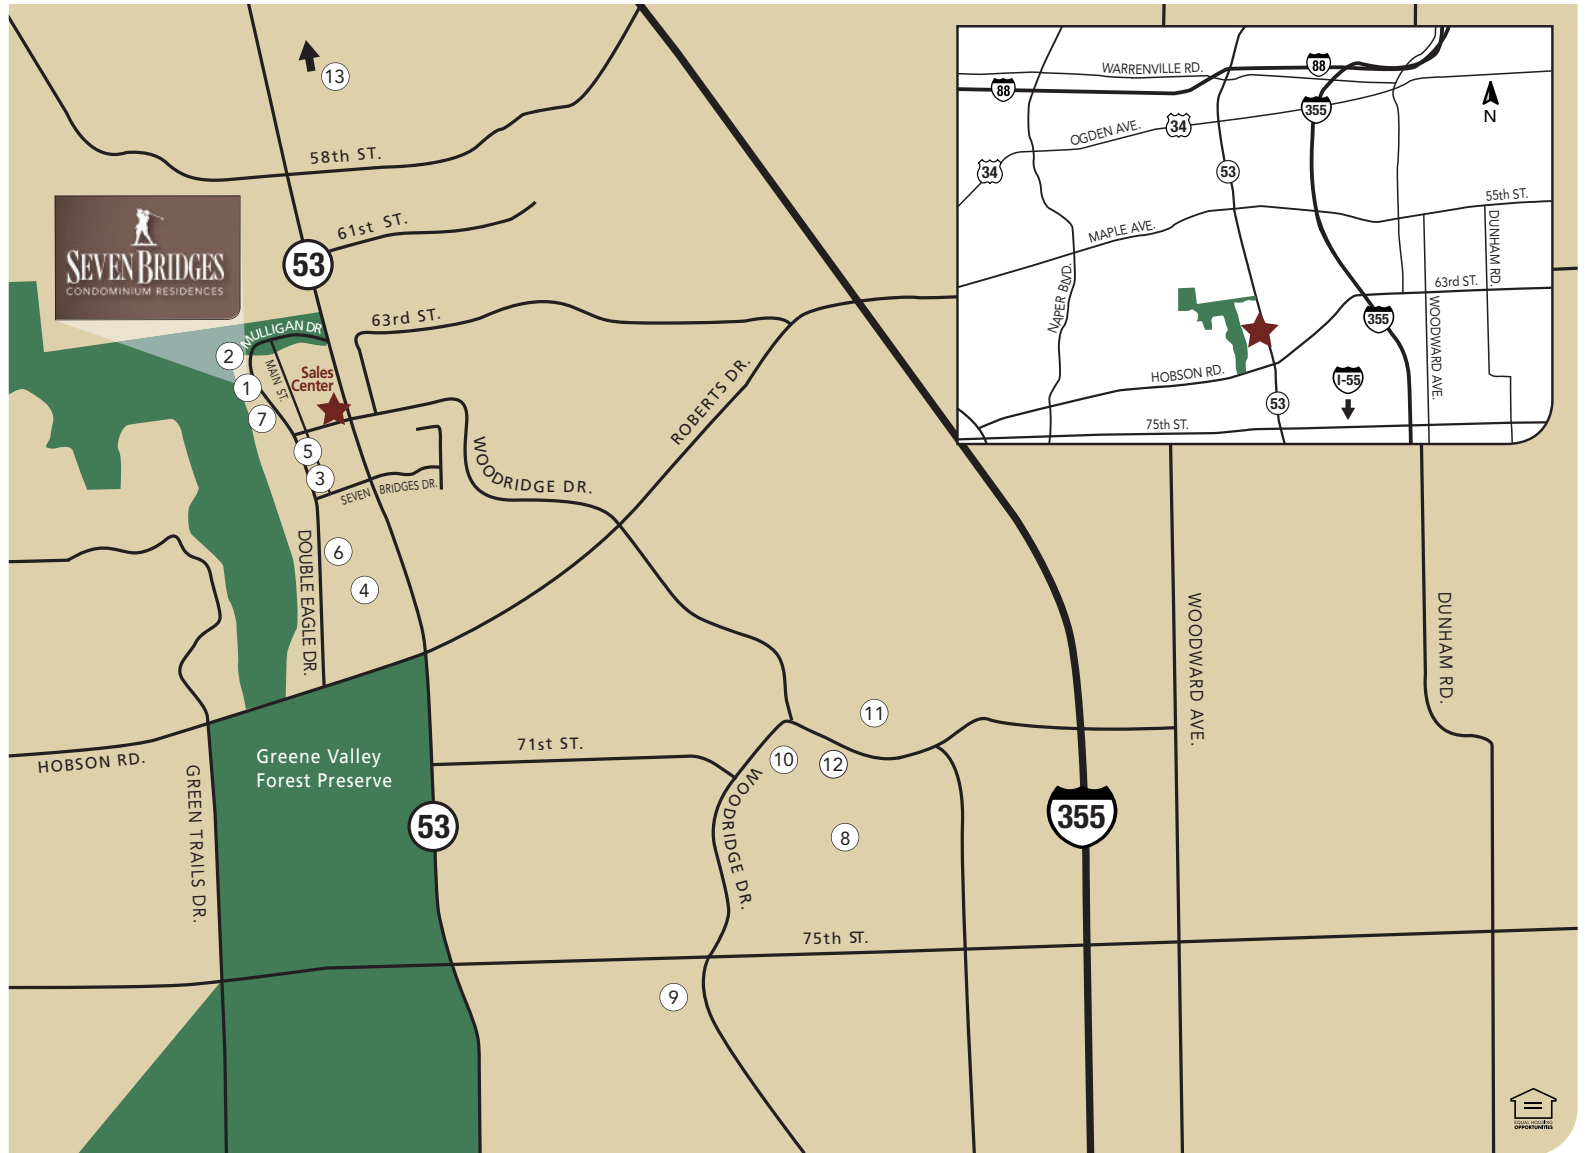 13
58th ST.
61st ST.
SEVEN BRIDGES
CONDOMINIUM RESIDENCES
53
MULLIGAN DR
63rd ST.
2
MAIN ST.
Sales
Center
1
7
5
3
SEVEN BRIDGES DR.
WOODRIDGE DR.
ROBERTS DR.
DOUBLE EAGLE DR.
6
4
HOBSON RD.
GREEN TRAILS DR.
Greene Valley
Forest Preserve
53
71st ST.
11
10
12
WOODRIDGE DR.
8
355
75th ST.
9
WOODWARD AVE.
DUNHAM RD.
WARRENVILLE RD.
88
88
355
N
OGDEN AVE.
34
34
53
MAPLE AVE.
55th ST.
DUNHAM RD.
NAPER BLVD.
63rd ST.
WOODWARD AVE.
355
HOBSON RD.
I-55
53
75th ST.
EQUAL HOUSING
OPPORTUNITIES